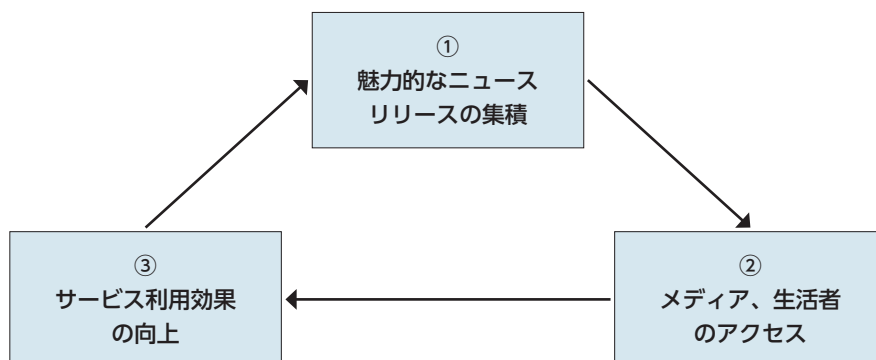 ①
魅力的なニュース
リリースの集積
②
メディア、生活者
のアクセス
③
サービス利用効果
の向上